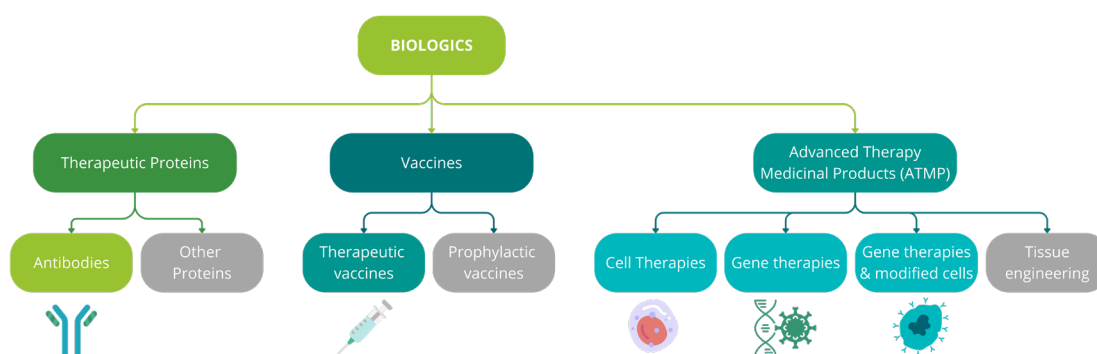 BIOLOGICS
Therapeutic Proteins
Vaccines
Advanced Therapy
Medicinal Products (ATMP)
Antibodies
Other
Proteins
Therapeutic
vaccines
Prophylactic
vaccines
Cell Therapies
Gene therapies
Gene therapies
& modified cells
Tissue
engineering